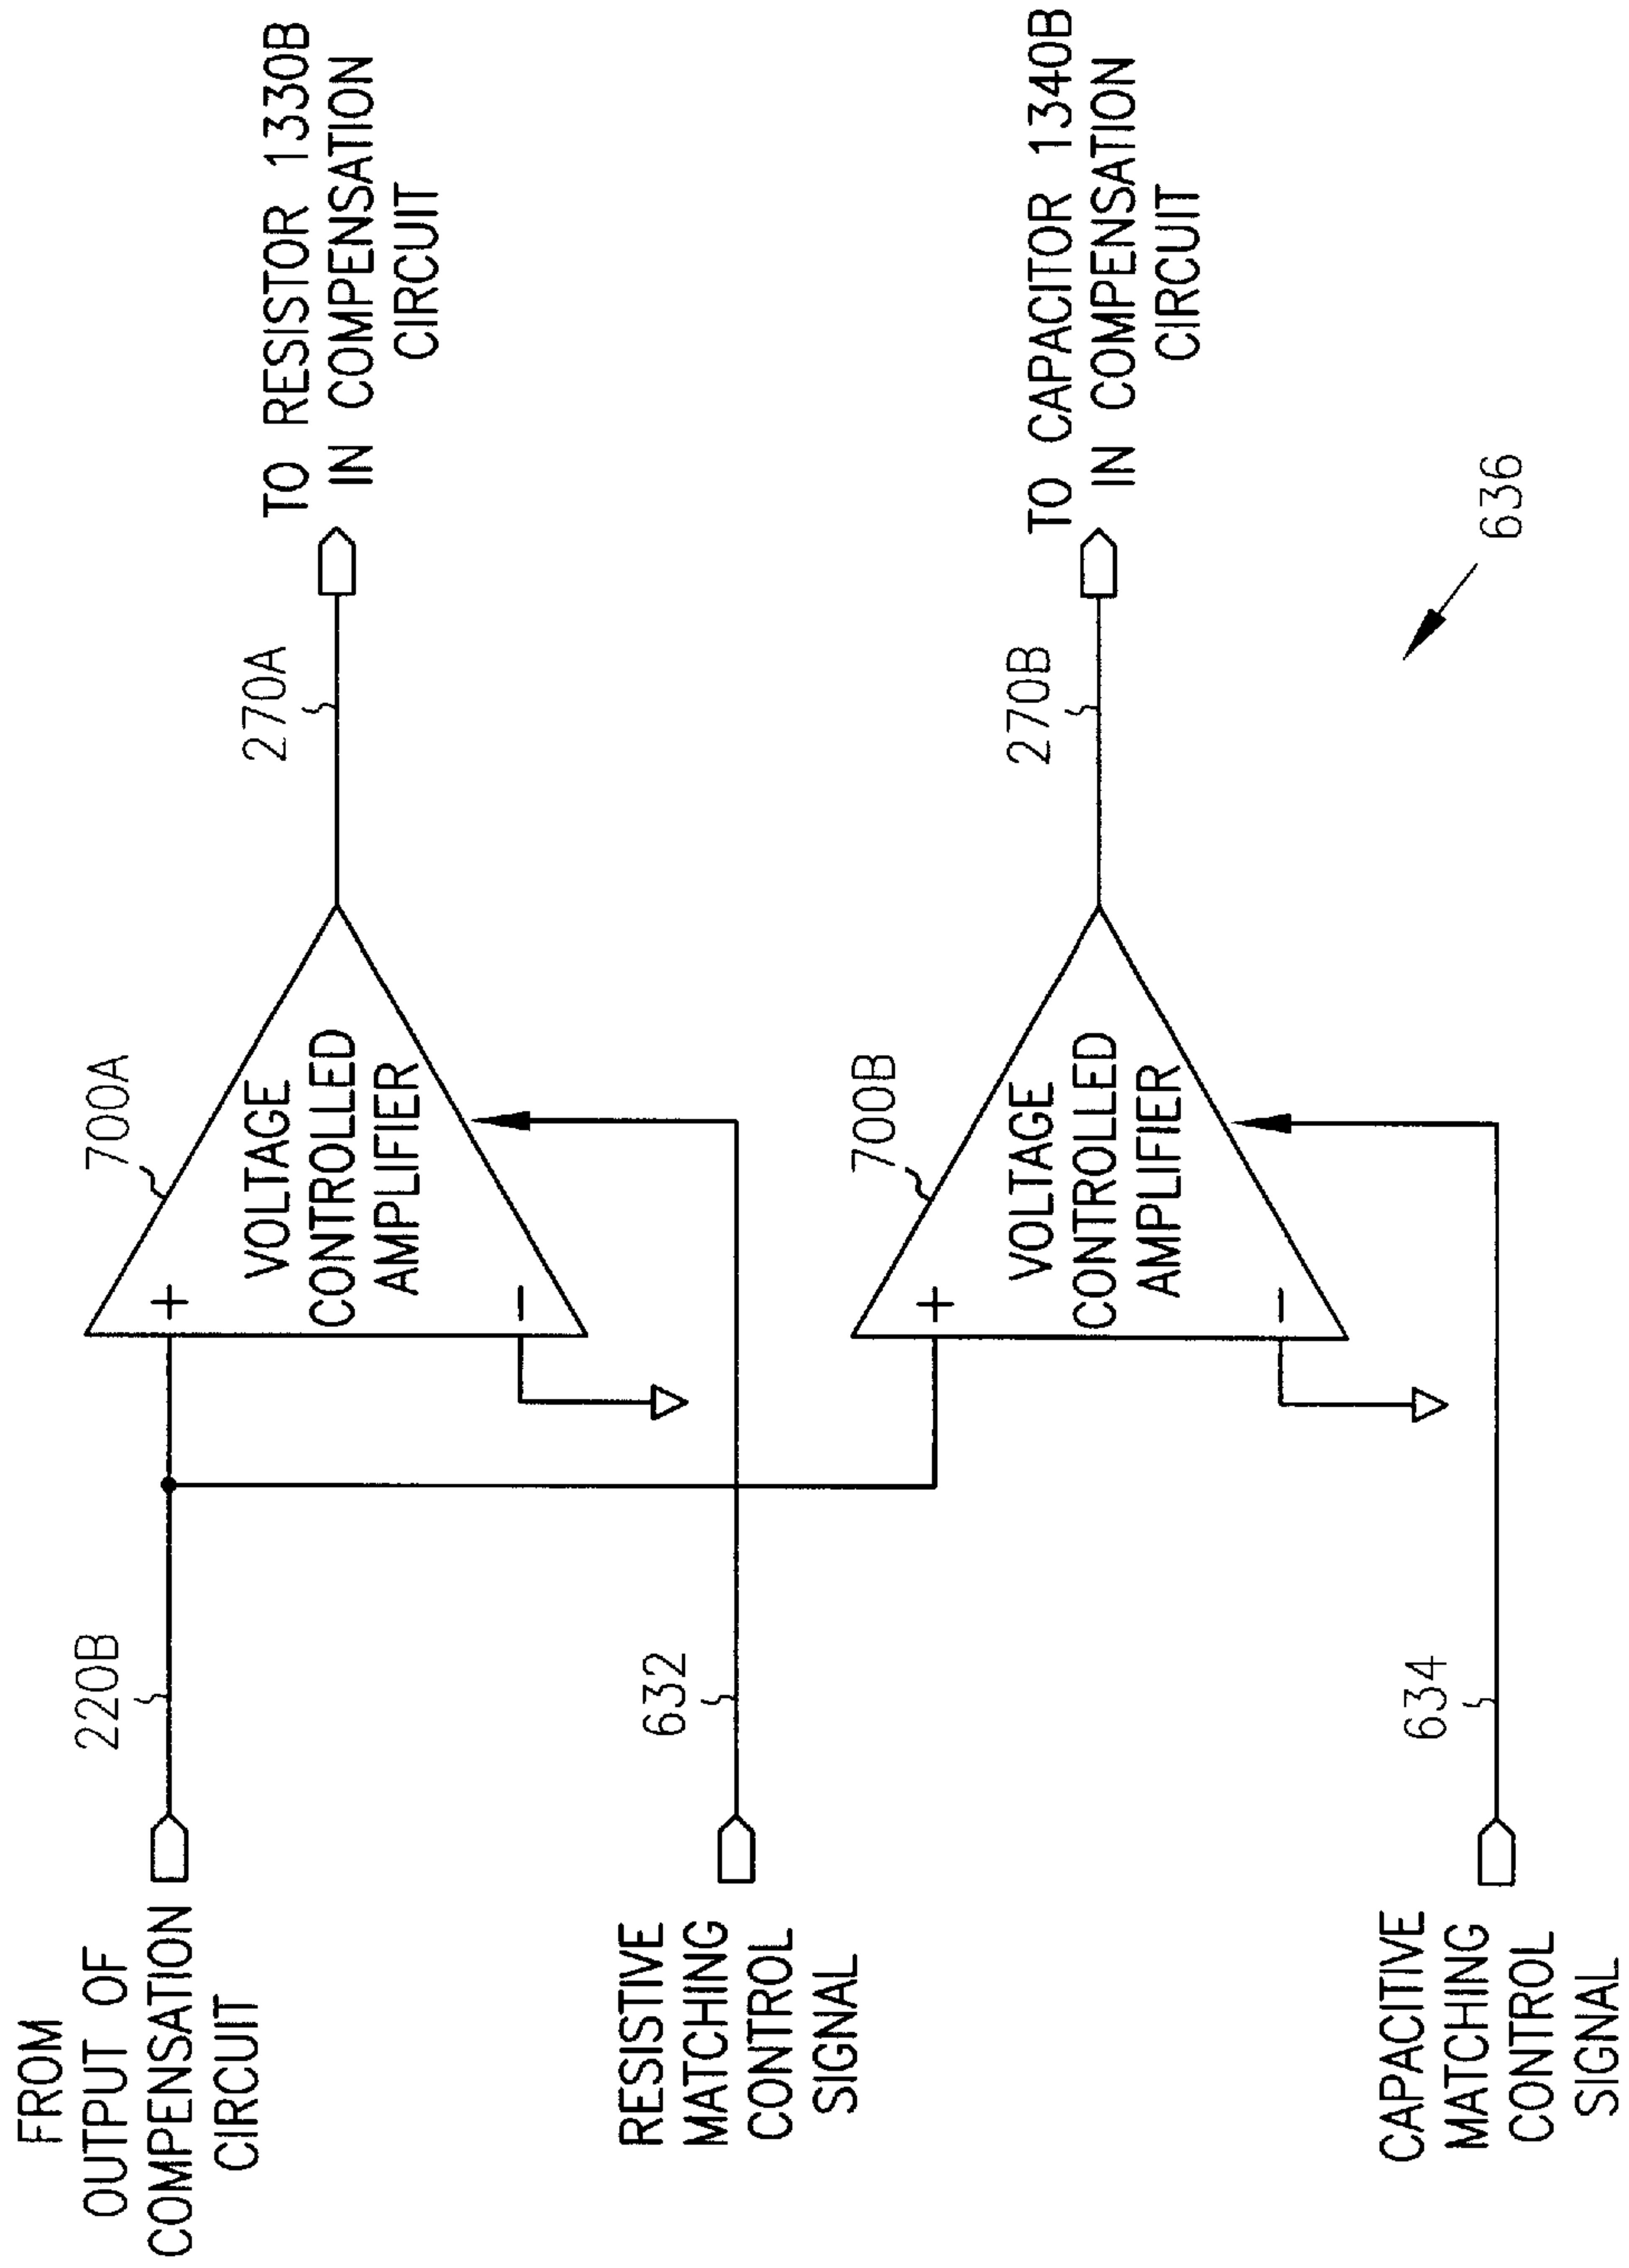 FROM
OUTPUT OF
COMPENSATION
CIRCUIT
220B
700A
+
−
VOLTAGE
CONTROLLED
AMPLIFIER
270A
TO RESISTOR 1330B
IN COMPENSATION
CIRCUIT
RESISTIVE
MATCHING
CONTROL
SIGNAL
632
700B
+
−
VOLTAGE
CONTROLLED
AMPLIFIER
270B
TO CAPACITOR 1340B
IN COMPENSATION
CIRCUIT
CAPACITIVE
MATCHING
CONTROL
SIGNAL
634
636